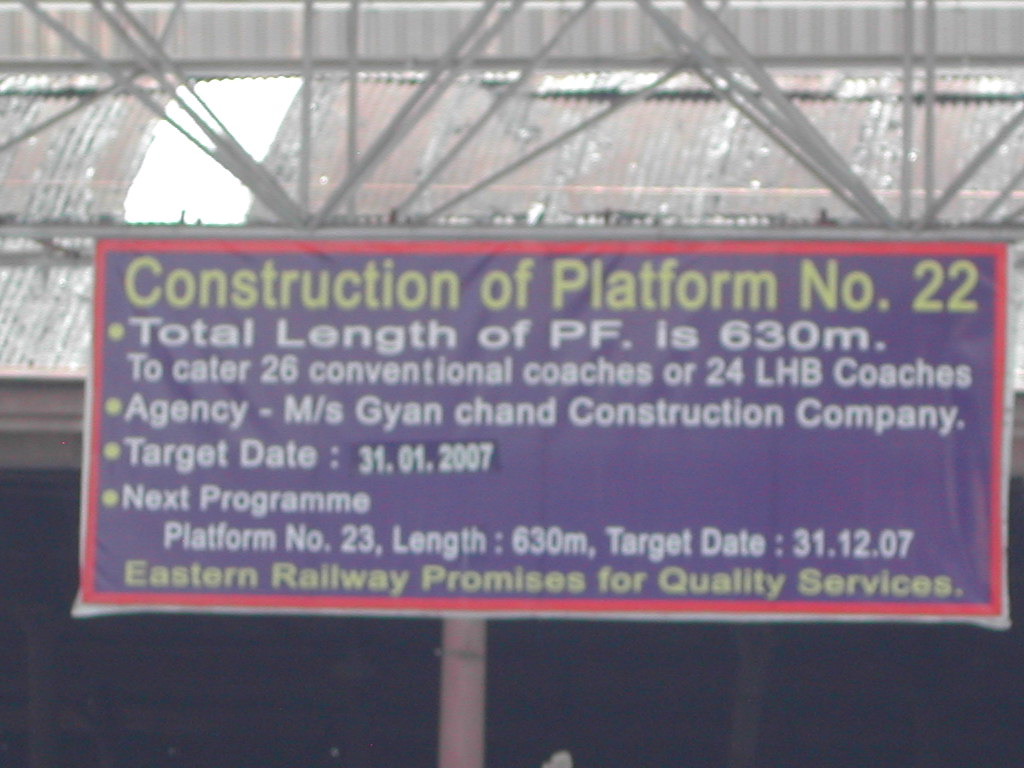 Construction of Platform No. 22
•Total Length of PF. is 630m.
To cater 26 conventional coaches or 24 LHB Coaches
•Agency - M/s Gyan chand Construction Company.
•Target Date : 31.01.2007
•Next Programme
Platform No. 23, Length : 630m, Target Date : 31.12.07
Eastern Railway Promises for Quality Services.